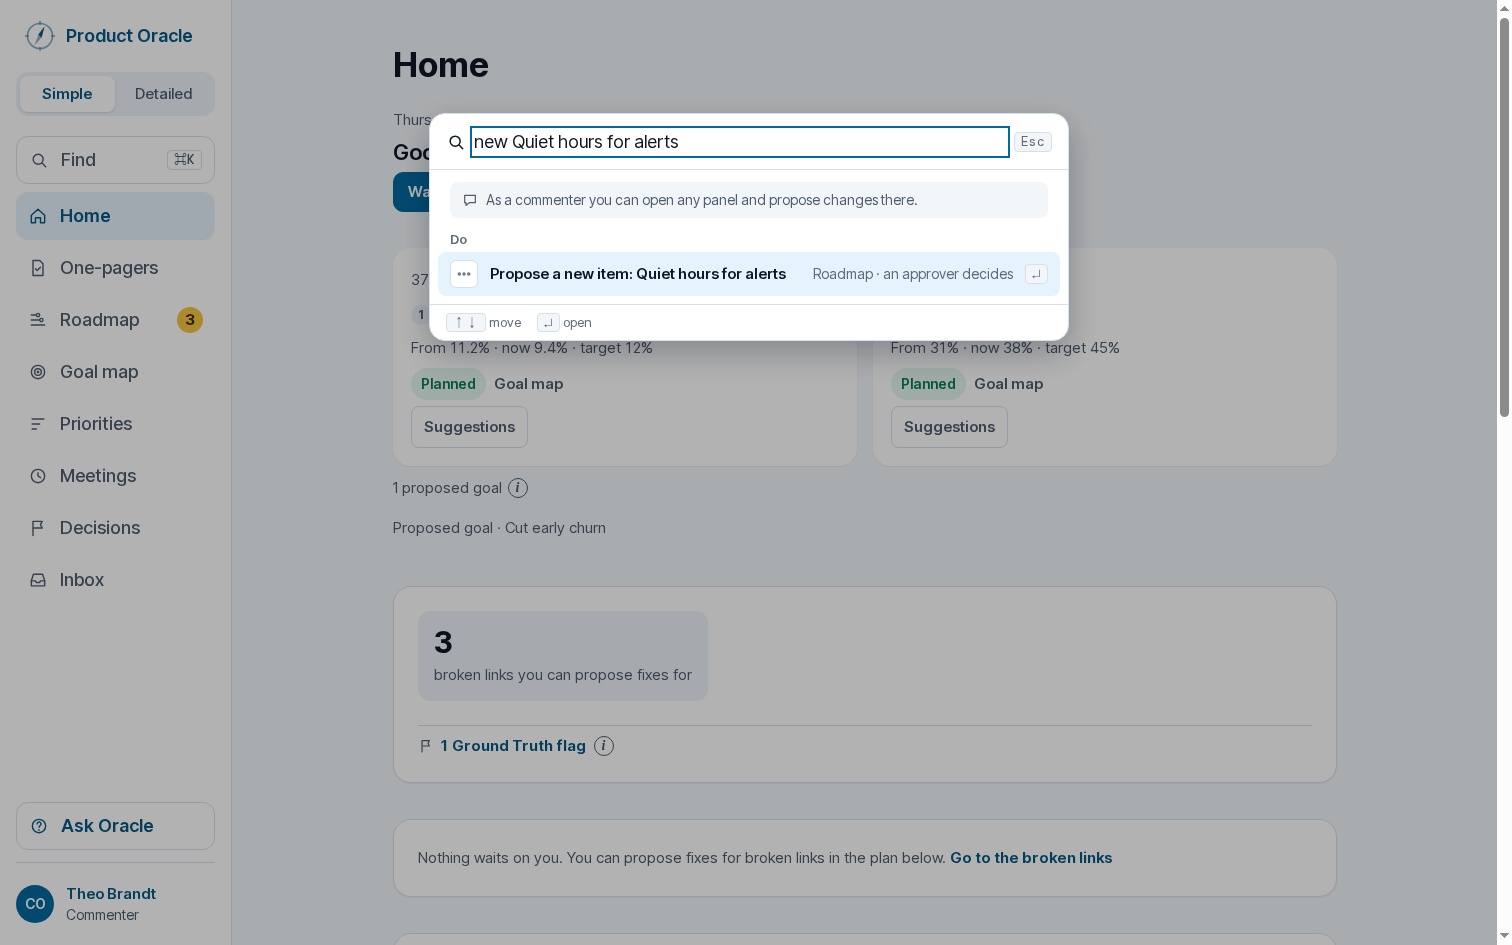 Product Oracle
Simple
Detailed
Find
⌘K
Home
One-pagers
Roadmap
3
Goal map
Priorities
Meetings
Decisions
Inbox
Ask Oracle
CO
Theo Brandt
Commenter
Home
Thurs
new Quiet hours for alerts
Esc
As a commenter you can open any panel and propose changes there.
Do
Propose a new item: Quiet hours for alerts
Roadmap · an approver decides
↑ ↓ move
↵ open
37
1
From 11.2% · now 9.4% · target 12%
Planned
Goal map
Suggestions
From 31% · now 38% · target 45%
Planned
Goal map
Suggestions
1 proposed goal
i
Proposed goal · Cut early churn
3
broken links you can propose fixes for
1 Ground Truth flag
i
Nothing waits on you. You can propose fixes for broken links in the plan below. Go to the broken links